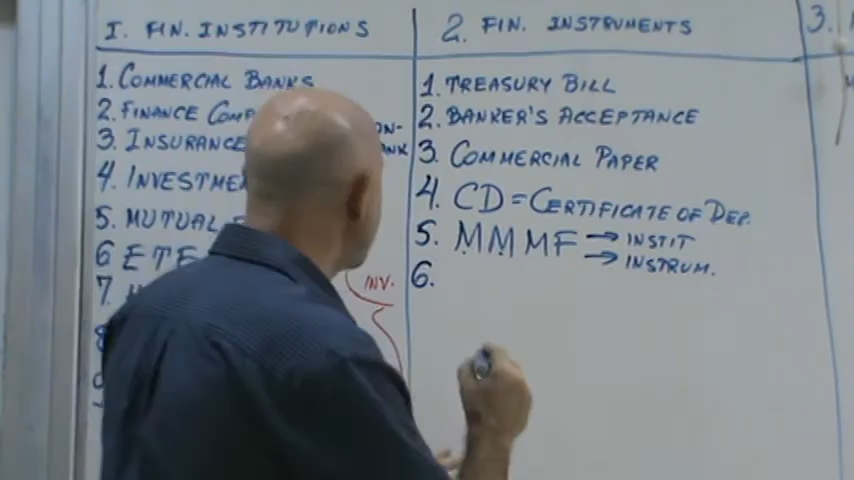 I. FIN. INSTITUTIONS
1. COMMERCIAL BANKS
2. FINANCE
3. INSURANCE
4. INVESTME
5. MUTUAL
6 ET
7
INV.
2. FIN. INSTRUMENTS
1. TREASURY BILL
2. BANKER'S ACCEPTANCE
3. COMMERCIAL PAPER
4. CD = CERTIFICATE OF DEP.
5. MMMF → INSTIT
→ INSTRUM.
6.
3.